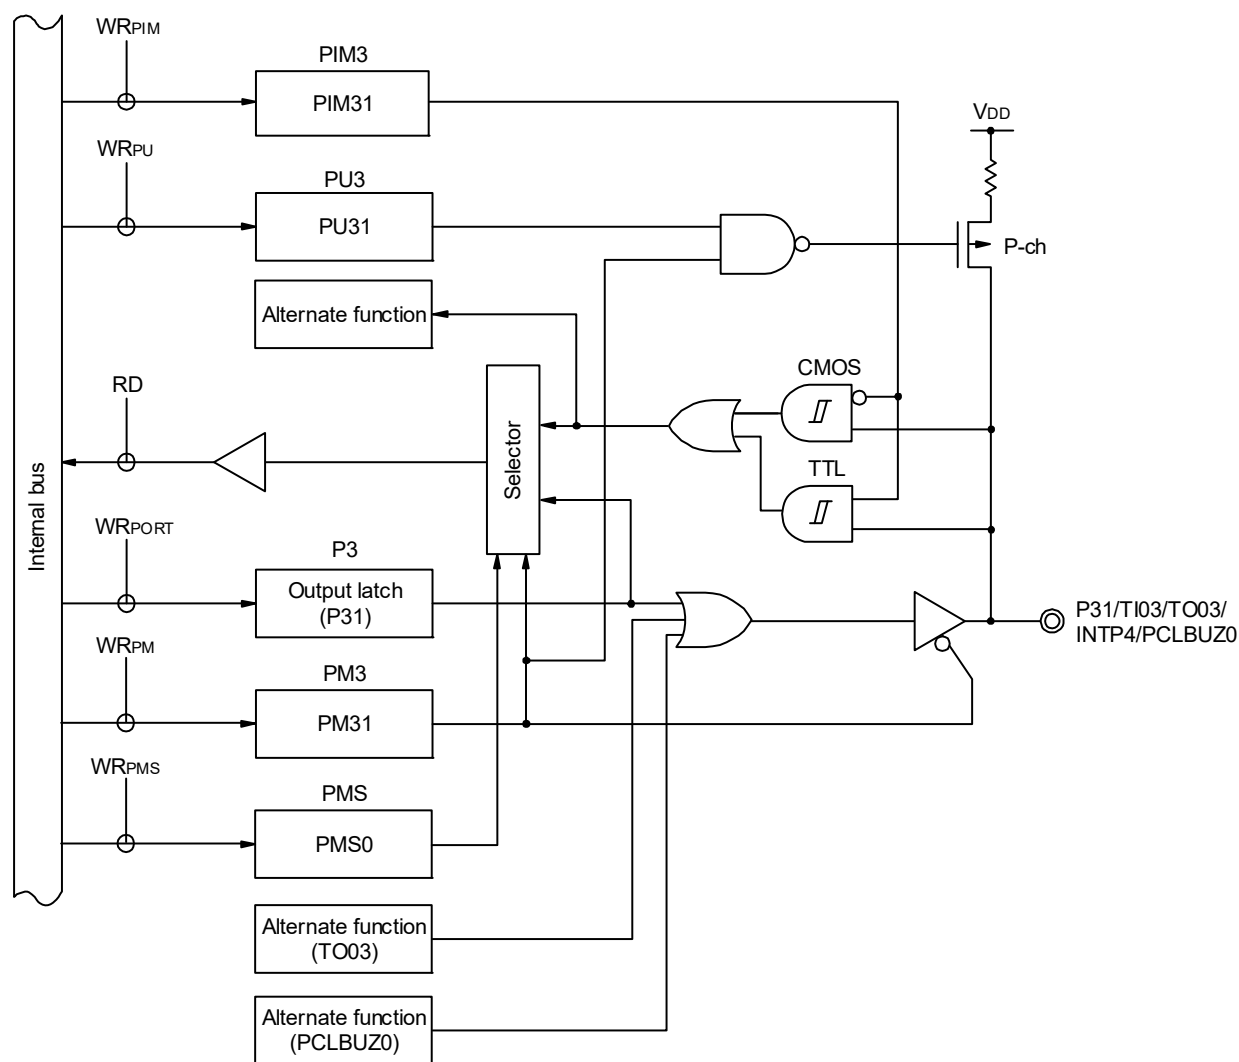 WRPIM
PIM3
PIM31
VDD
WRPU
PU3
PU31
P-ch
Alternate function
CMOS
RD
Selector
TTL
Internal bus
WRPORT
P3
Output latch
(P31)
P31/TI03/TO03/
INTP4/PCLBUZ0
WRPM
PM3
PM31
WRPMS
PMS
PMS0
Alternate function
(TO03)
Alternate function
(PCLBUZ0)